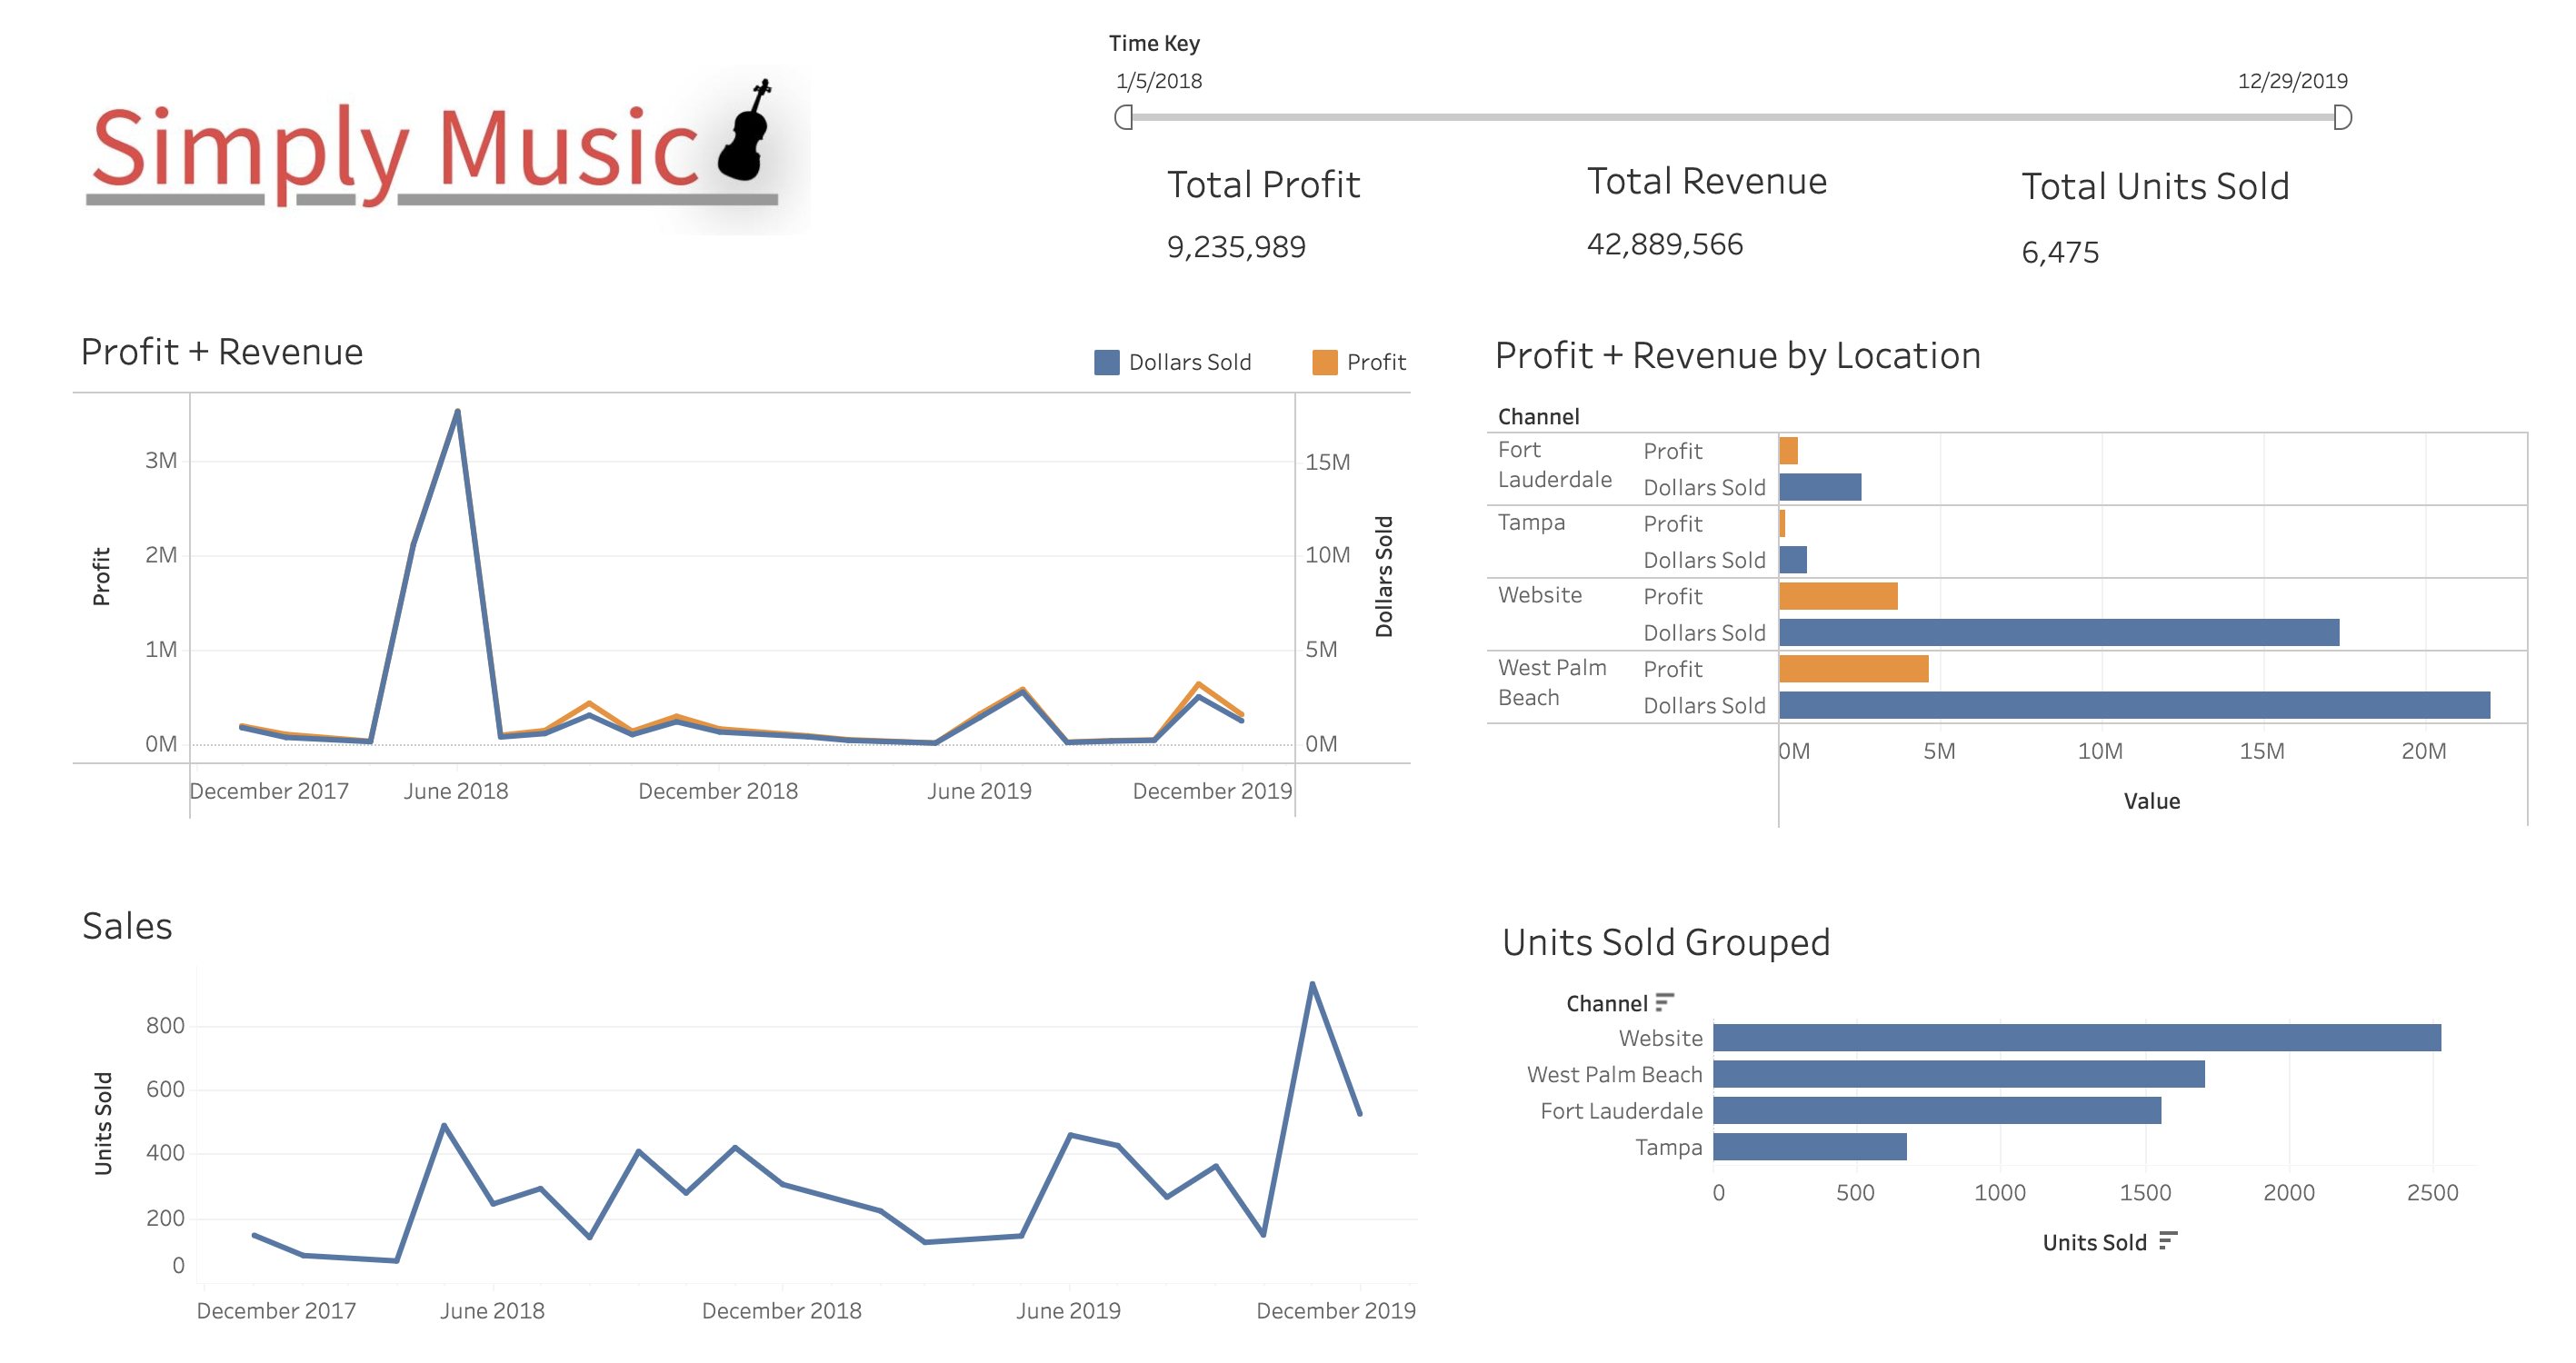 Simply Music
Time Key
1/5/2018
12/29/2019
Total Profit
9,235,989
Total Revenue
42,889,566
Total Units Sold
6,475
Profit + Revenue
Dollars Sold
Profit
Profit
3M
2M
1M
0M
15M
10M
5M
0M
Dollars Sold
December 2017
June 2018
December 2018
June 2019
December 2019
Profit + Revenue by Location
Channel
Fort
Lauderdale
Profit
Dollars Sold
Tampa
Profit
Dollars Sold
Website
Profit
Dollars Sold
West Palm
Beach
Profit
Dollars Sold
0M
5M
10M
15M
20M
Value
Sales
Units Sold
800
600
400
200
0
December 2017
June 2018
December 2018
June 2019
December 2019
Units Sold Grouped
Channel
Website
West Palm Beach
Fort Lauderdale
Tampa
0
500
1000
1500
2000
2500
Units Sold